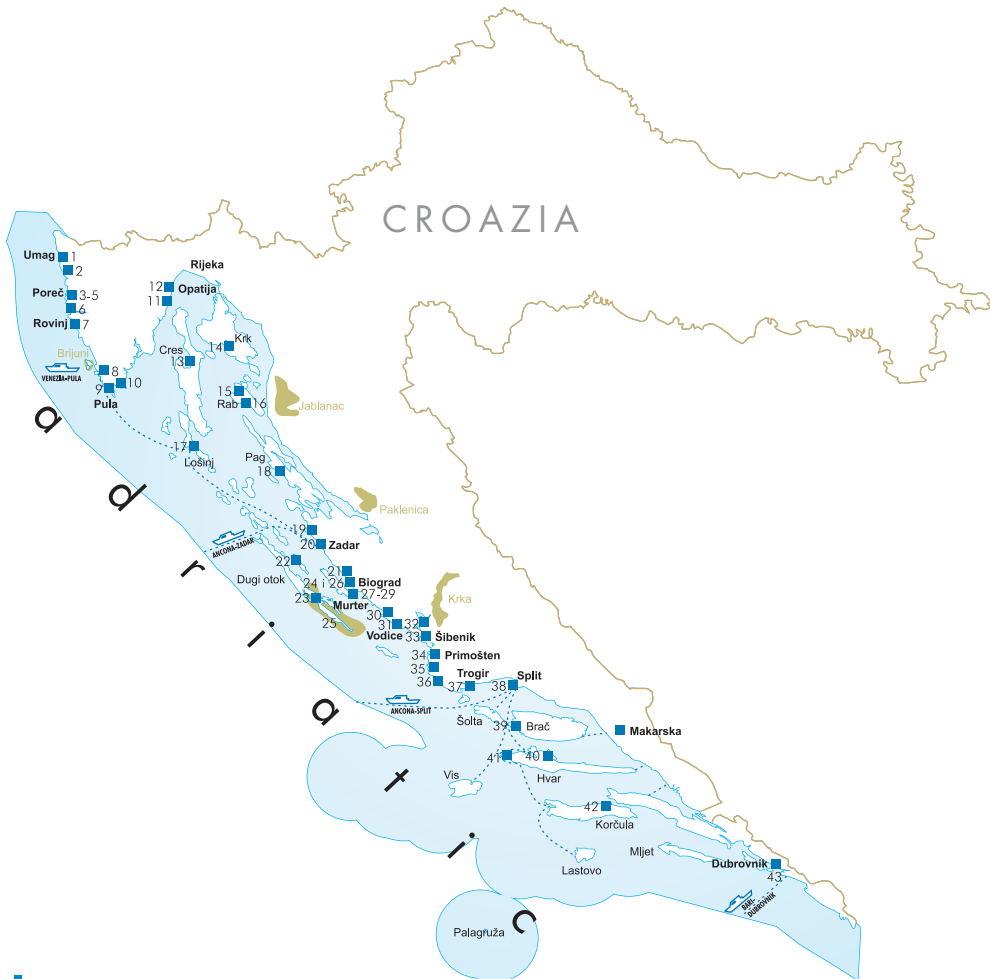 CROAZIA
Umag
1
2
Rijeka
12
Opatija
11
Poreč
3-5
6
Rovinj
7
Krk
14
Cres
13
Brijuni
8
VENEZIA-PULA
9
10
Pula
15
Rab
16
Jablanac
17
Lošinj
Pag
18
Paklenica
19
20
Zadar
ANCONA-ZADAR
22
21
Dugi otok
24 i 26
Biograd
27-29
23
Murter
25
Krka
30
31
Vodice
32
33
Šibenik
34
Primošten
35
36
Trogir
37
Split
38
ANCONA-SPLIT
Šolta
39
Brač
Makarska
41
40
Hvar
Vis
42
Korčula
Mljet
Lastovo
Dubrovnik
43
BARI-
DUBROVNIK
Palagruža
adriatic